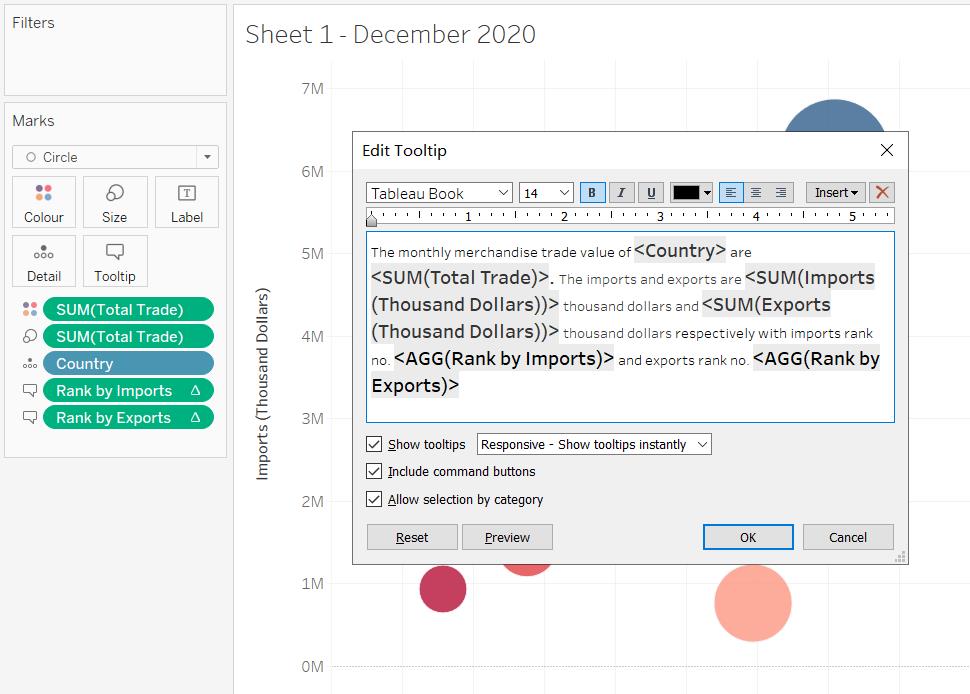 Filters
Marks
Circle
Colour Size Label
Detail Tooltip
SUM(Total Trade)
SUM(Total Trade)
Country
Rank by Imports Δ
Rank by Exports Δ
Sheet 1 - December 2020
Imports (Thousand Dollars)
7M
6M
5M
4M
3M
2M
1M
0M
Edit Tooltip
Tableau Book 14 B I U Insert
1 2 3 4 5
The monthly merchandise trade value of <Country> are
<SUM(Total Trade)>. The imports and exports are <SUM(Imports
(Thousand Dollars))> thousand dollars and <SUM(Exports
(Thousand Dollars))> thousand dollars respectively with imports rank
no. <AGG(Rank by Imports)> and exports rank no. <AGG(Rank by
Exports)>
Show tooltips Responsive - Show tooltips instantly
Include command buttons
Allow selection by category
Reset Preview OK Cancel